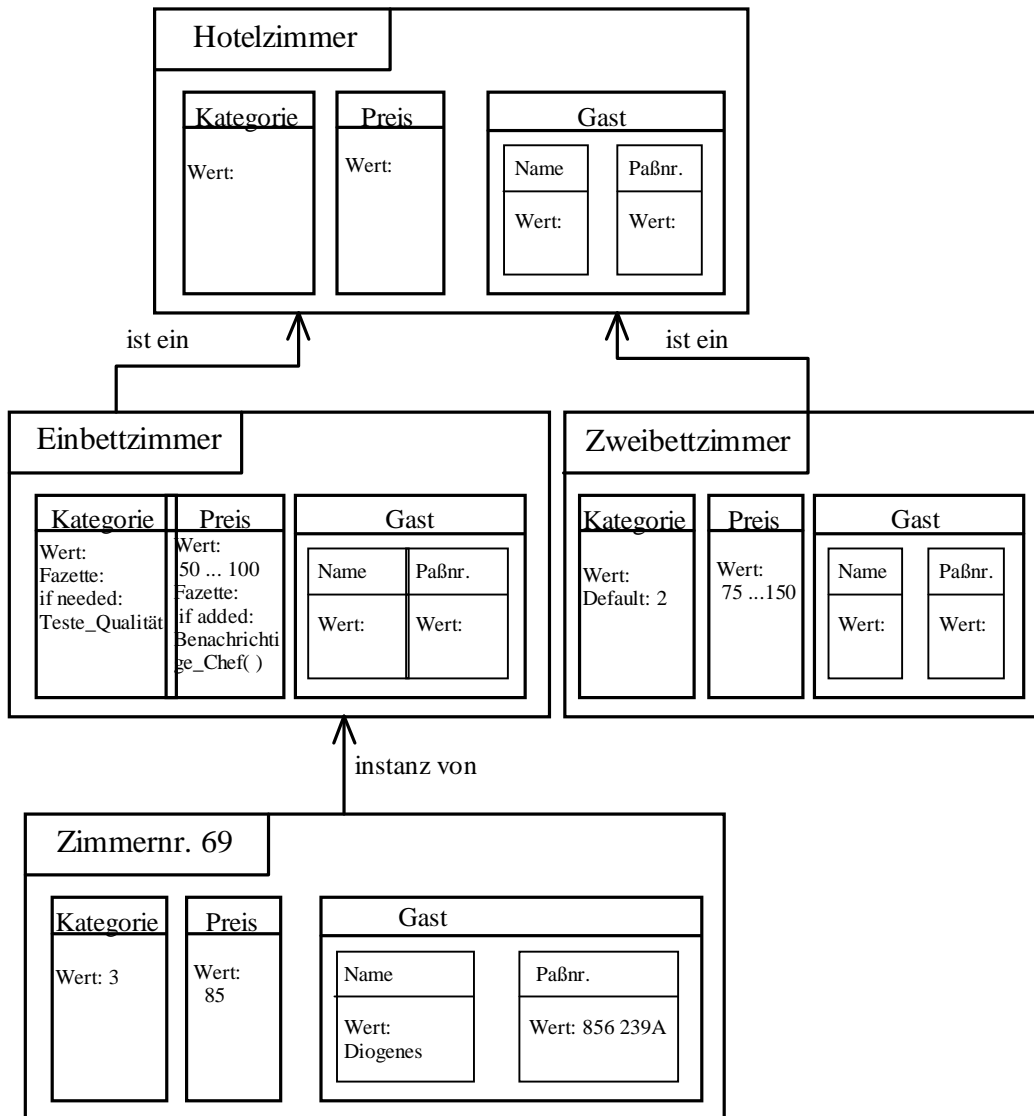 Hotelzimmer
Kategorie
Wert:
Preis
Wert:
Gast
Name
Wert:
Paßnr.
Wert:
ist ein
ist ein
Einbettzimmer
Kategorie
Wert:
Fazette:
if needed:
Teste_Qualität
Preis
Wert:
50 ... 100
Fazette:
if added:
Benachrichti
ge_Chef( )
Gast
Name
Wert:
Paßnr.
Wert:
Zweibettzimmer
Kategorie
Wert:
Default: 2
Preis
Wert:
75 ...150
Gast
Name
Wert:
Paßnr.
Wert:
instanz von
Zimmernr. 69
Kategorie
Wert: 3
Preis
Wert:
85
Gast
Name
Wert:
Diogenes
Paßnr.
Wert: 856 239A